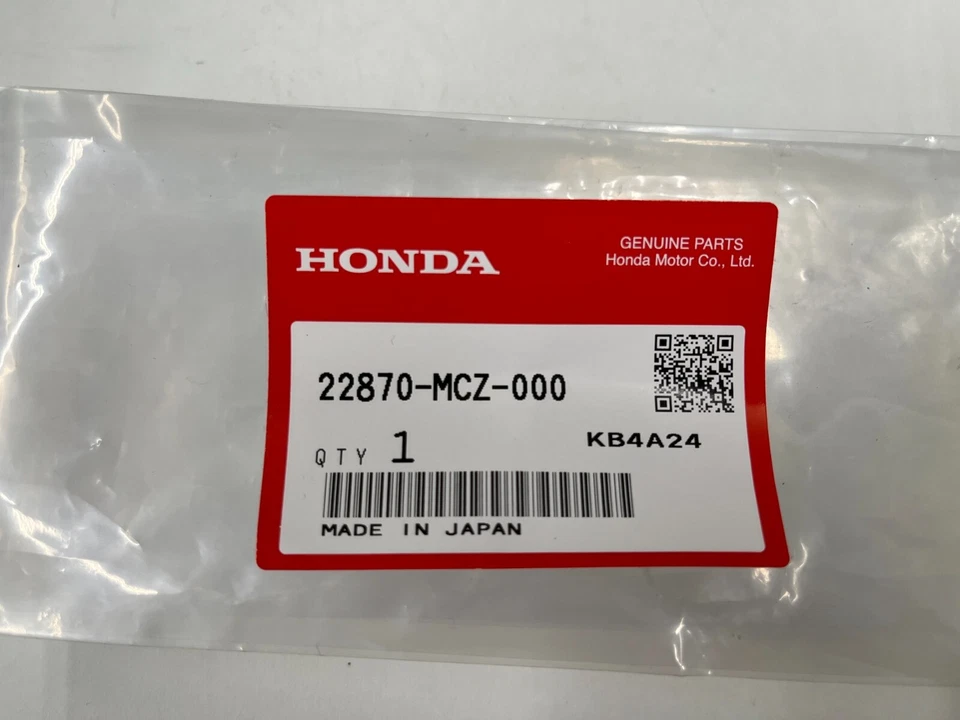 HONDA
GENUINE PARTS
Honda Motor Co., Ltd.
22870-MCZ-000
QTY 1
KB4A24
MADE IN JAPAN